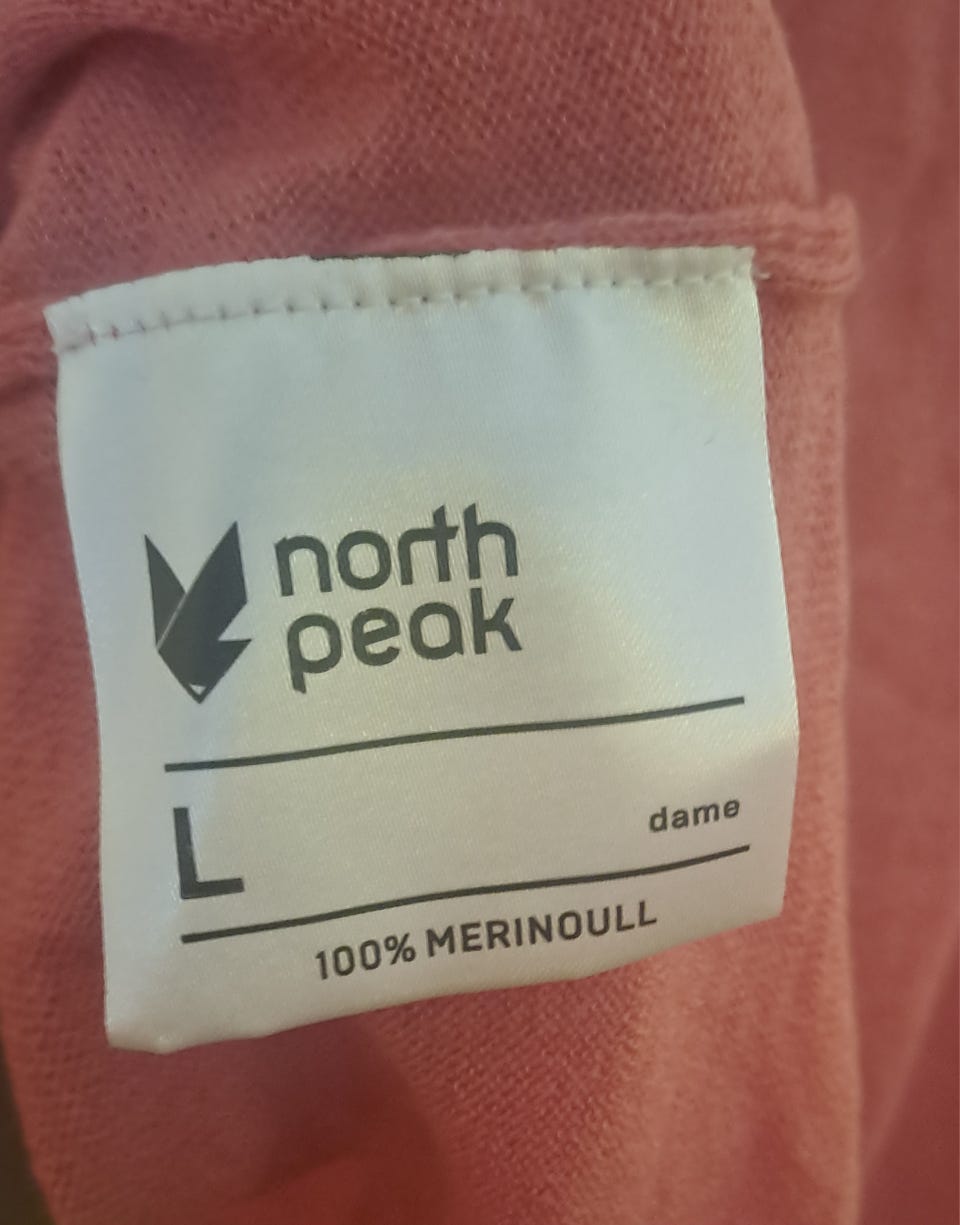 north
peak
L dame
100% MERINOULL